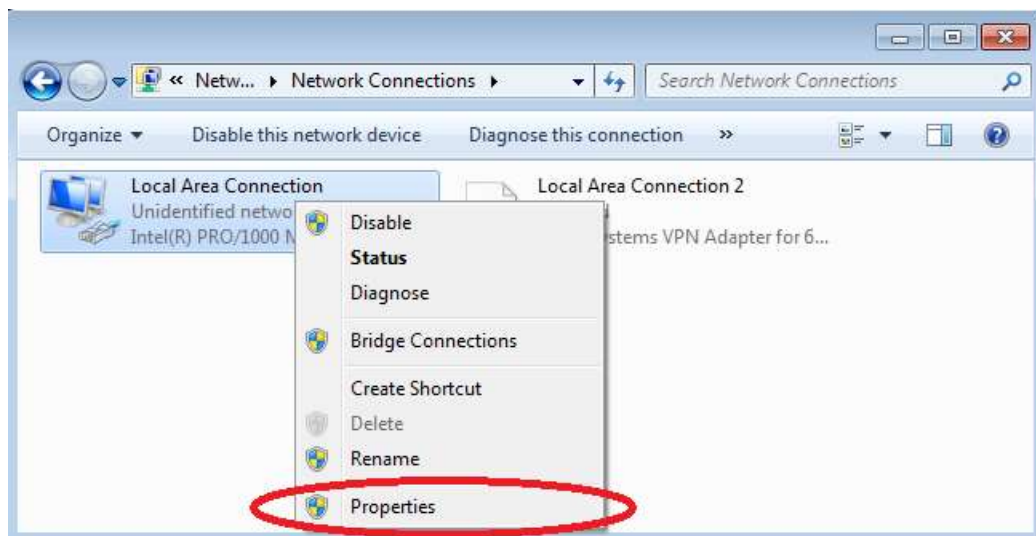 « Netw... ▸ Network Connections ▸
Search Network Connections
Organize ▾ Disable this network device Diagnose this connection »
Local Area Connection
Unidentified netwo
Intel(R) PRO/1000 M
Local Area Connection 2
stems VPN Adapter for 6...
Disable
Status
Diagnose
Bridge Connections
Create Shortcut
Delete
Rename
Properties